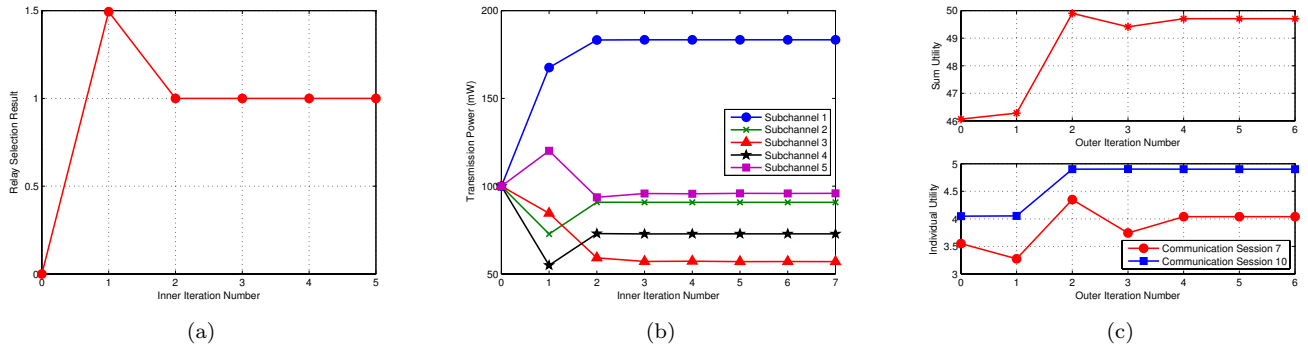 1.5
1
0.5
0
Relay Selection Result
0 1 2 3 4 5
Inner Iteration Number
(a)
200
150
100
50
Transmission Power (mW)
Subchannel 1
Subchannel 2
Subchannel 3
Subchannel 4
Subchannel 5
0 1 2 3 4 5 6 7
Inner Iteration Number
(b)
50
49
48
47
46
Sum Utility
0 1 2 3 4 5 6
Outer Iteration Number
5
4.5
4
3.5
3
Individual Utility
Communication Session 7
Communication Session 10
0 1 2 3 4 5 6
Outer Iteration Number
(c)